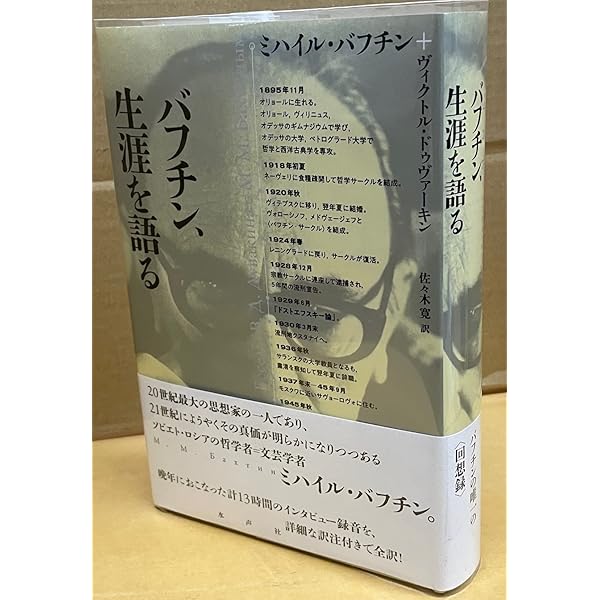 バフチン、
生涯を語る
ミハイル・バフチン+
ヴィクトル・ドゥヴァーキン
佐々木寛 訳
1895年11月
オリョールに生れる。
オリョール、ヴィリニュス、
オデッサのギムナジウムで学び、
オデッサの大学、ペトログラード大学で
哲学と西洋古典学を専攻。
1918年初夏
ネーヴェリに食糧疎開して哲学サークルを結成。
1920年秋
ヴィテプスクに移り、翌年夏に結婚。
ヴォローシノフ、メドヴェージェフと
〈バフチン・サークル〉を結成。
1924年春
レニングラードに戻り、サークルが復活。
1928年12月
宗教サークルに連座して逮捕され、
5年間の流刑宣告。
1929年6月
『ドストエフスキー論』。
1930年3月末
流刑地クスタナイへ。
1936年秋
サランスクの大学教員となるも、
粛清を察知して翌年夏に辞職。
1937年末―45年9月
モスクワに近いサヴョーロヴォに住む。
1945年秋
20世紀最大の思想家の一人であり、
21世紀にようやくその真価が明らかになりつつある
ソビエト・ロシアの哲学者=文芸学者
М. М. Бахтин
ミハイル・バフチン。
晩年におこなった計13時間のインタビュー録音を、
詳細な訳注付きで全訳!
水声社
バフチン、
生涯を語る
バフチンの唯一の
〈回想録〉